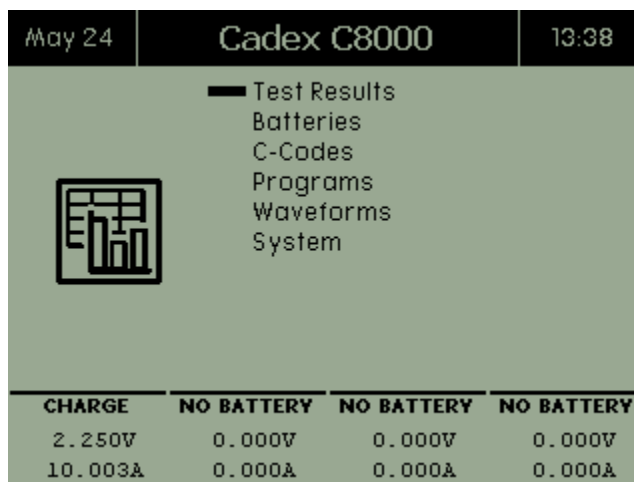 May 24 Cadex C8000 13:38
Test Results
Batteries
C-Codes
Programs
Waveforms
System
CHARGE NO BATTERY NO BATTERY NO BATTERY
2.250V 0.000V 0.000V 0.000V
10.003A 0.000A 0.000A 0.000A